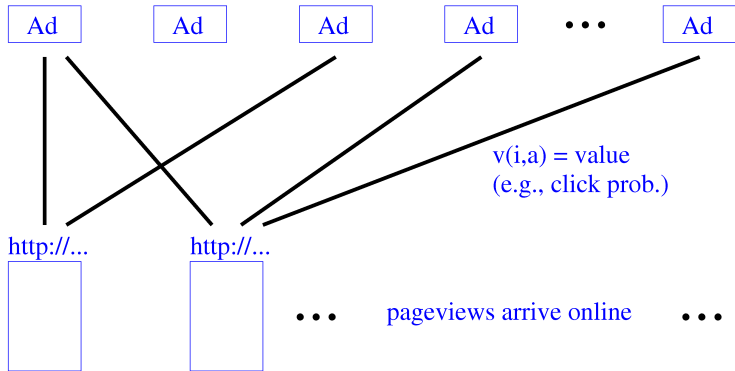 Ad Ad Ad Ad ••• Ad
v(i,a) = value
(e.g., click prob.)
http://... http://...
••• pageviews arrive online •••